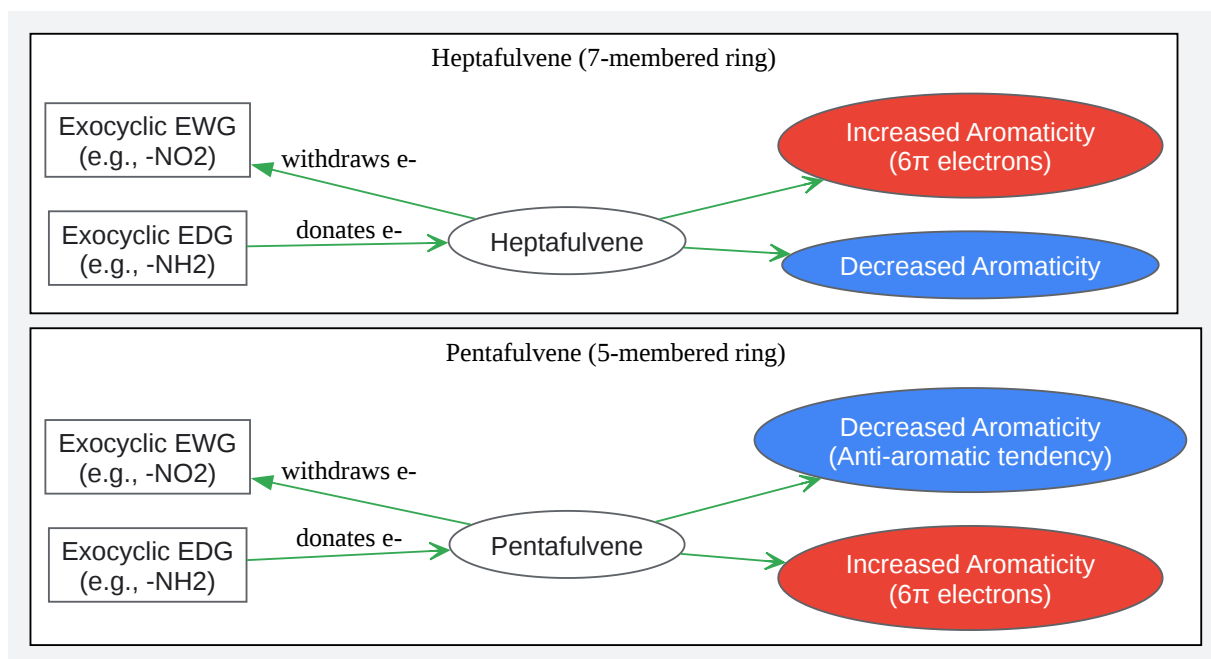 Heptafulvene (7-membered ring)
Exocyclic EWG
(e.g., -NO2)
withdraws e-
Increased Aromaticity
(6π electrons)
Exocyclic EDG
(e.g., -NH2)
donates e-
Heptafulvene
Decreased Aromaticity
Pentafulvene (5-membered ring)
Exocyclic EWG
(e.g., -NO2)
withdraws e-
Decreased Aromaticity
(Anti-aromatic tendency)
Exocyclic EDG
(e.g., -NH2)
donates e-
Pentafulvene
Increased Aromaticity
(6π electrons)